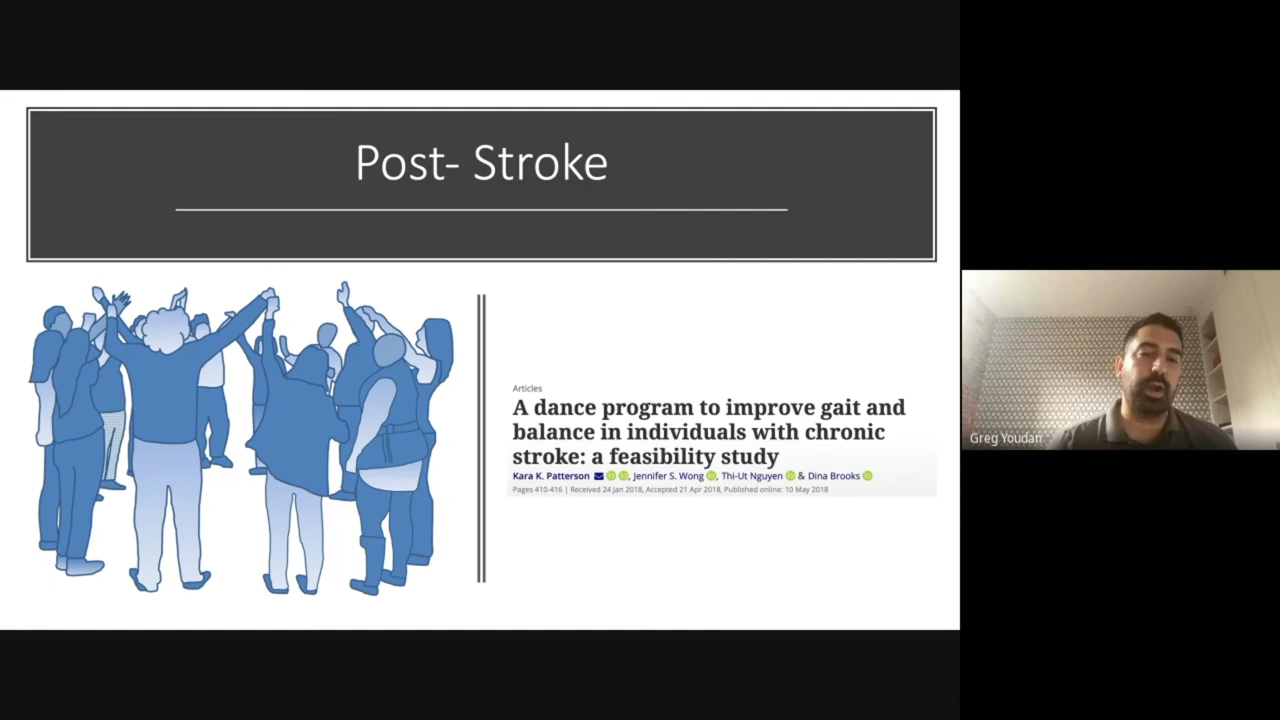 Post- Stroke
Articles
A dance program to improve gait and
balance in individuals with chronic
stroke: a feasibility study
Kara K. Patterson, Jennifer S. Wong, Thi-Ut Nguyen & Dina Brooks
Pages 410-416 | Received 24 Jan 2018, Accepted 21 Apr 2018, Published online: 10 May 2018
Greg Youdan